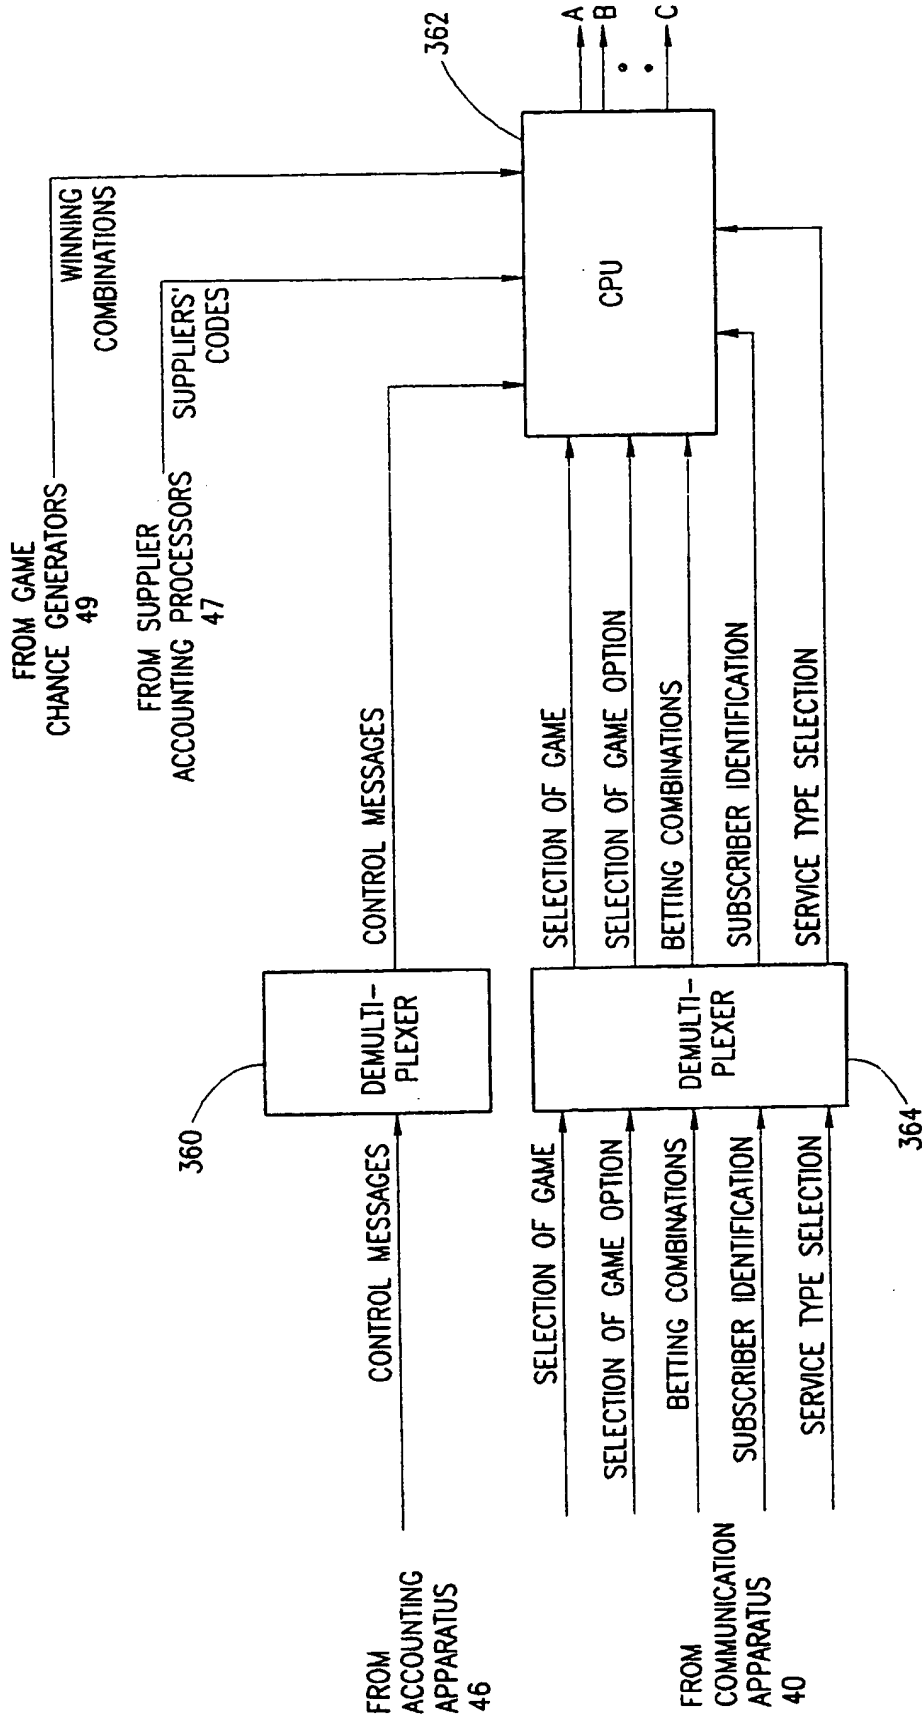 FROM GAME
CHANCE GENERATORS
49
WINNING
COMBINATIONS
FROM SUPPLIER
ACCOUNTING PROCESSORS
47
SUPPLIERS'
CODES
362
360
FROM
ACCOUNTING
APPARATUS
46
CONTROL MESSAGES
DEMULTI-
PLEXER
CONTROL MESSAGES
CPU
A
B
C
FROM
COMMUNICATION
APPARATUS
40
SELECTION OF GAME
SELECTION OF GAME OPTION
BETTING COMBINATIONS
SUBSCRIBER IDENTIFICATION
SERVICE TYPE SELECTION
DEMULTI-
PLEXER
364
SELECTION OF GAME
SELECTION OF GAME OPTION
BETTING COMBINATIONS
SUBSCRIBER IDENTIFICATION
SERVICE TYPE SELECTION